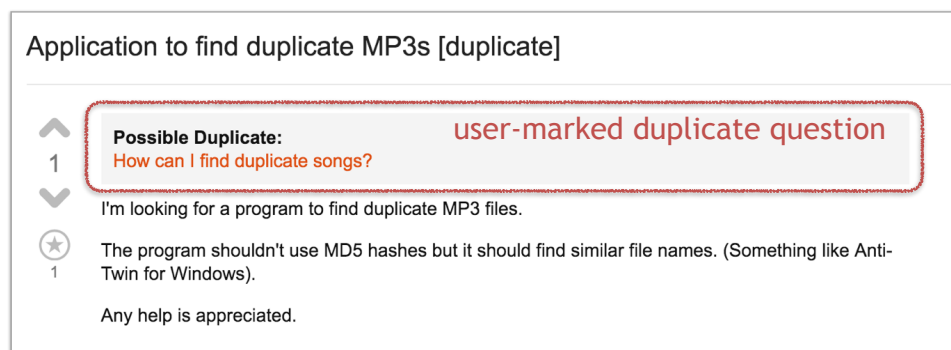 Application to find duplicate MP3s [duplicate]
Possible Duplicate:
user-marked duplicate question
How can I find duplicate songs?
1
I'm looking for a program to find duplicate MP3 files.
The program shouldn't use MD5 hashes but it should find similar file names. (Something like Anti-
Twin for Windows).
1
Any help is appreciated.